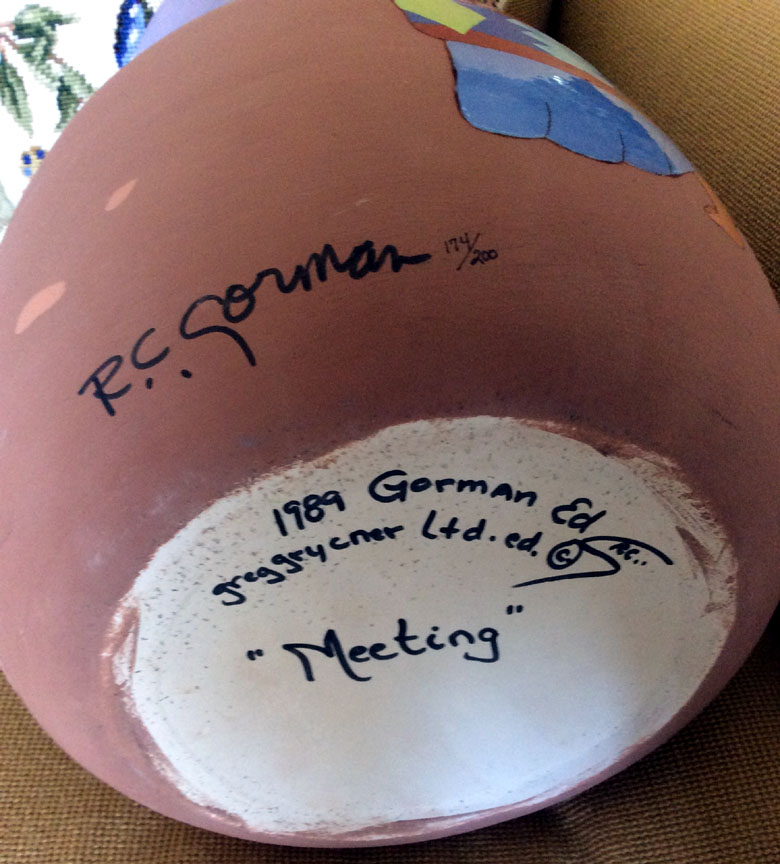 R.C. Gorman 174/200
1989 Gorman Ed
greggrycner Ltd. ed. © R.C..
"Meeting"